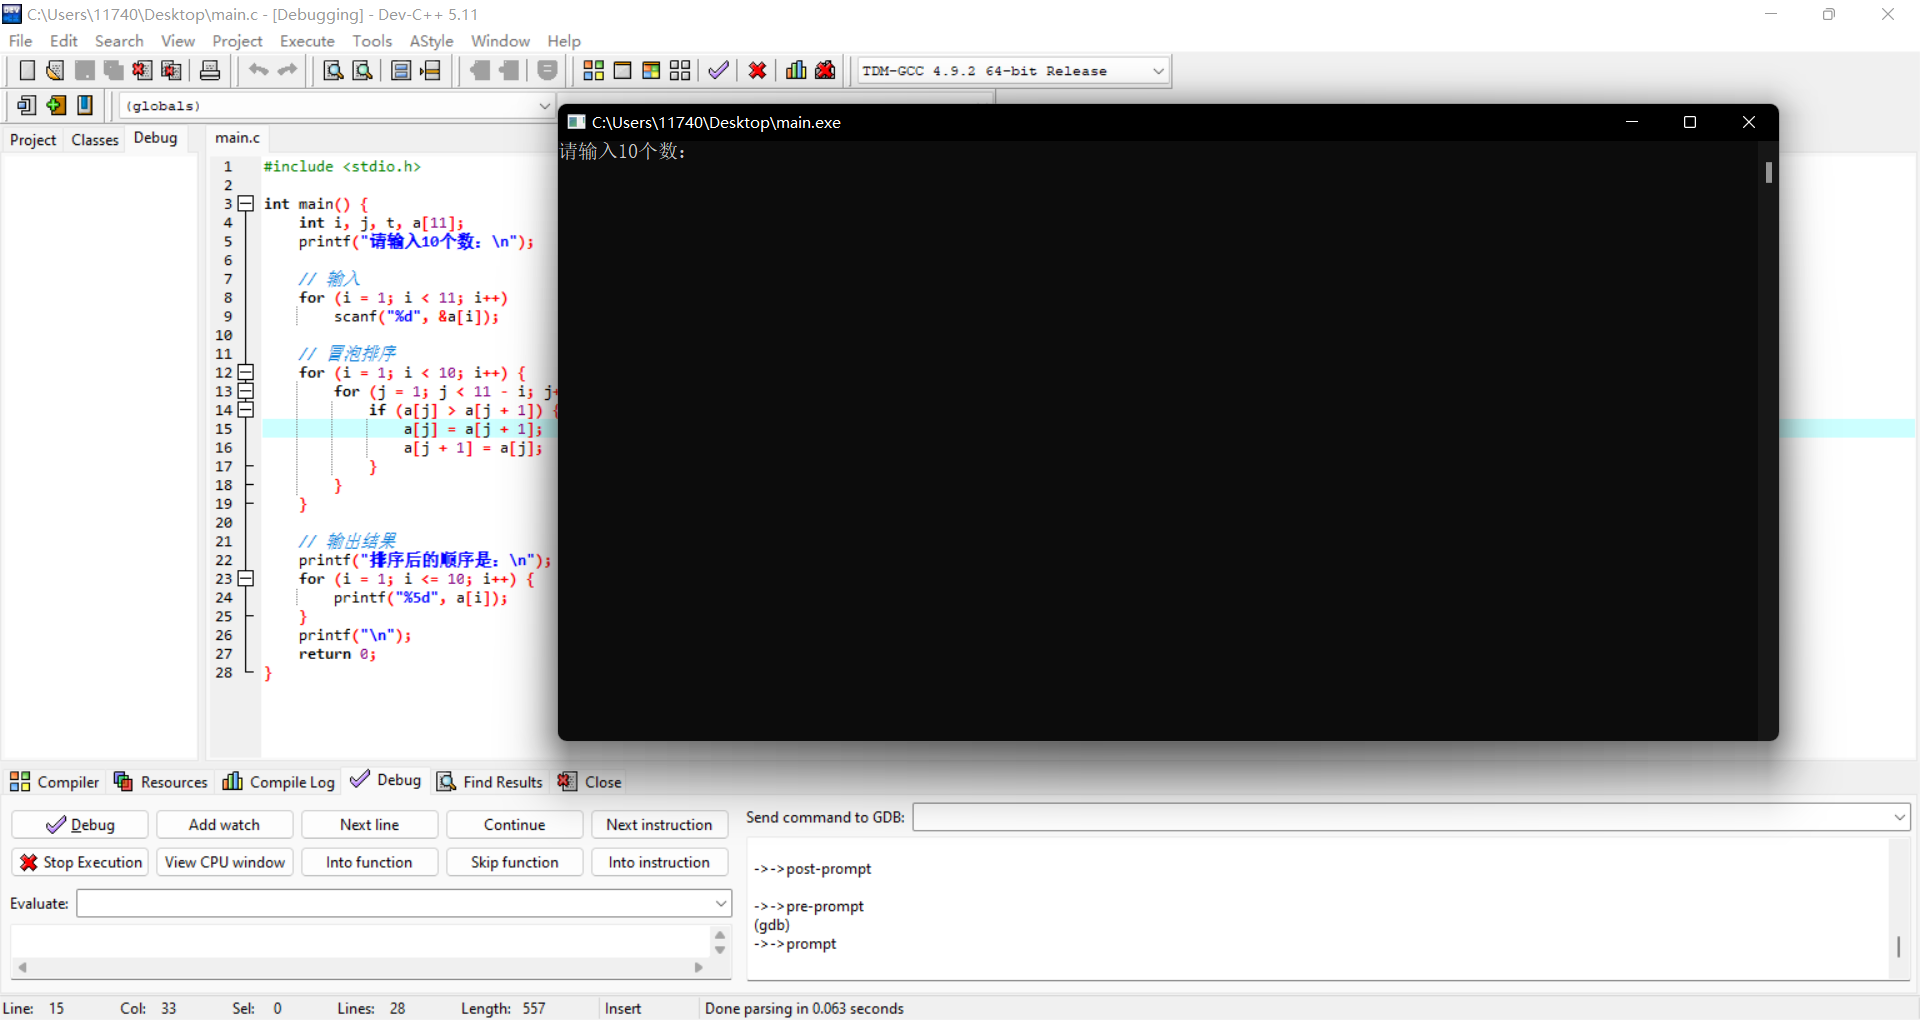 C:\Users\11740\Desktop\main.c - [Debugging] - Dev-C++ 5.11
File Edit Search View Project Execute Tools AStyle Window Help
TDM-GCC 4.9.2 64-bit Release
(globals)
Project Classes Debug
main.c
1 #include <stdio.h>
2
3 int main() {
4 int i, j, t, a[11];
5 printf("请输入10个数：\n");
6
7 // 输入
8 for (i = 1; i < 11; i++)
9 scanf("%d", &a[i]);
10
11 // 冒泡排序
12 for (i = 1; i < 10; i++) {
13 for (j = 1; j < 11 - i; j+
14 if (a[j] > a[j + 1]) {
15 a[j] = a[j + 1];
16 a[j + 1] = a[j];
17 }
18 }
19 }
20
21 // 输出结果
22 printf("排序后的顺序是：\n");
23 for (i = 1; i <= 10; i++) {
24 printf("%5d", a[i]);
25 }
26 printf("\n");
27 return 0;
28 }
C:\Users\11740\Desktop\main.exe
请输入10个数：
Compiler Resources Compile Log Debug Find Results Close
Debug Add watch Next line Continue Next instruction
Stop Execution View CPU window Into function Skip function Into instruction
Evaluate:
Send command to GDB:
->->post-prompt
->->pre-prompt
(gdb)
->->prompt
Line: 15 Col: 33 Sel: 0 Lines: 28 Length: 557 Insert Done parsing in 0.063 seconds